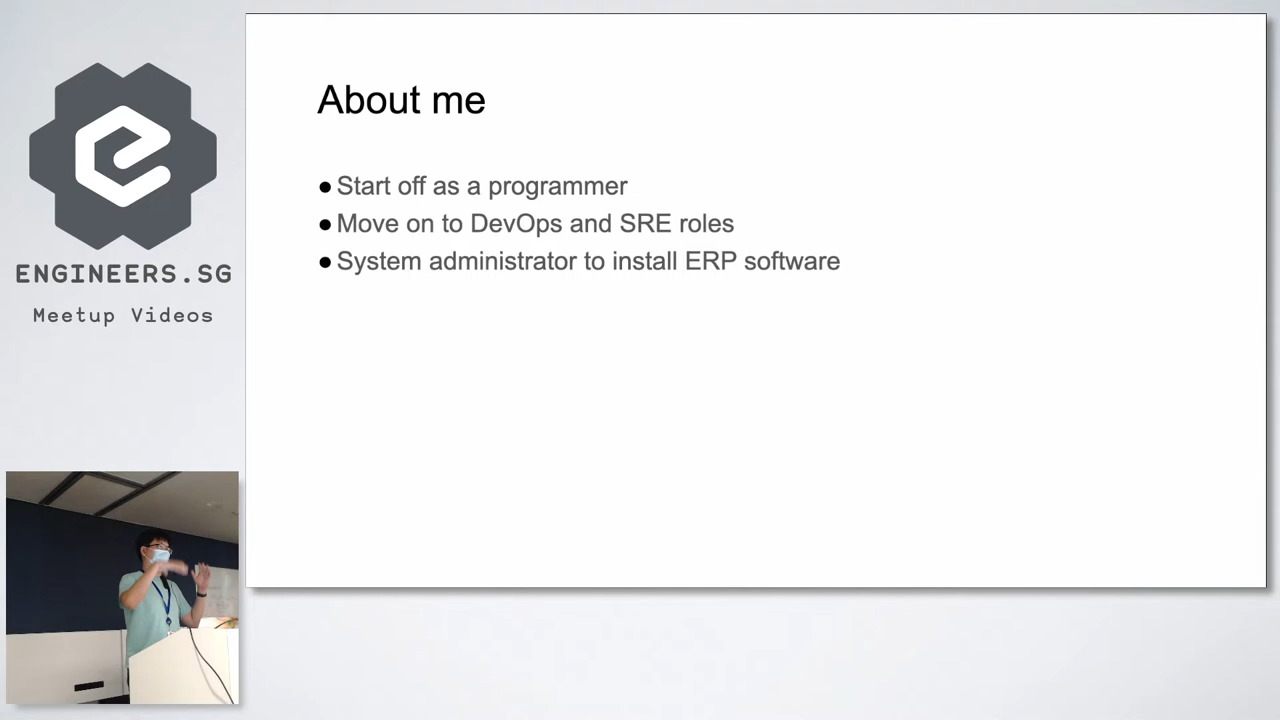 ENGINEERS.SG
Meetup Videos
About me
● Start off as a programmer
● Move on to DevOps and SRE roles
● System administrator to install ERP software